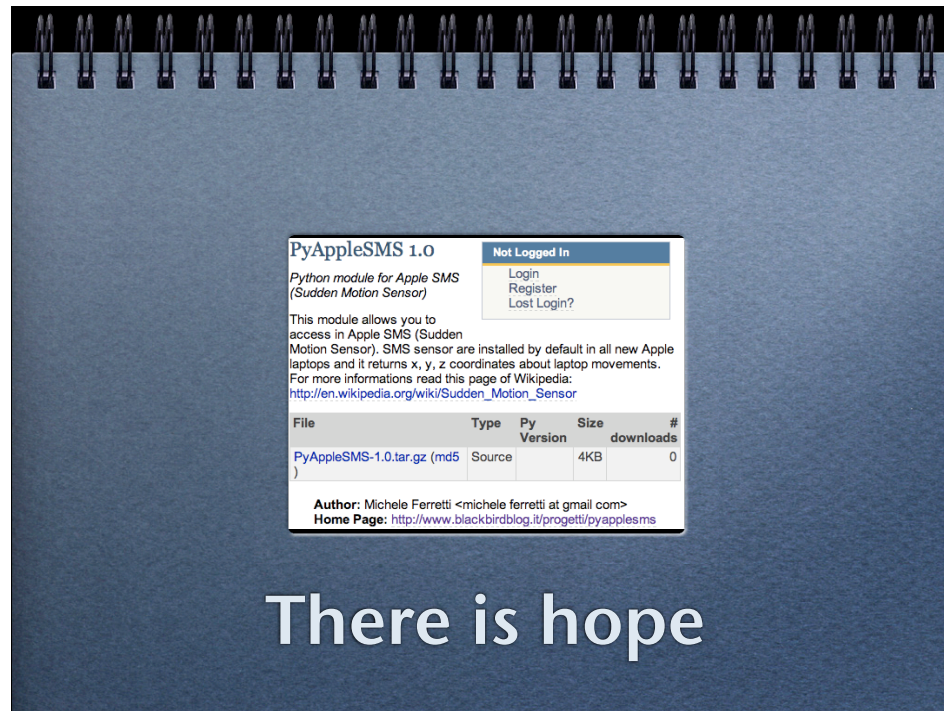 PyAppleSMS 1.0
Not Logged In
Login
Register
Lost Login?
Python module for Apple SMS
(Sudden Motion Sensor)
This module allows you to
access in Apple SMS (Sudden
Motion Sensor). SMS sensor are installed by default in all new Apple
laptops and it returns x, y, z coordinates about laptop movements.
For more informations read this page of Wikipedia:
http://en.wikipedia.org/wiki/Sudden_Motion_Sensor
File Type Py Version Size # downloads
PyAppleSMS-1.0.tar.gz (md5 Source 4KB 0
)
Author: Michele Ferretti <michele ferretti at gmail com>
Home Page: http://www.blackbirdblog.it/progetti/pyapplesms
There is hope